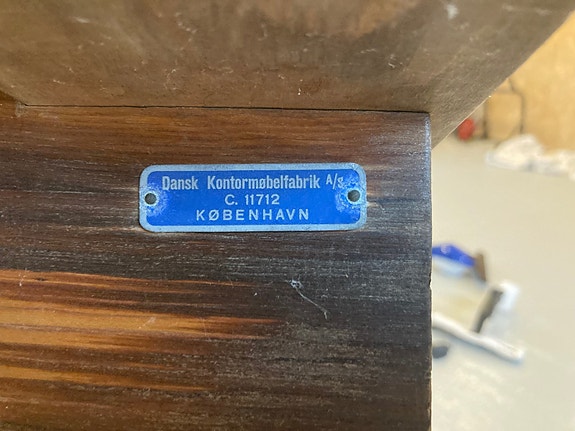 Dansk Kontormøbelfabrik A/S
C. 11712
KØBENHAVN